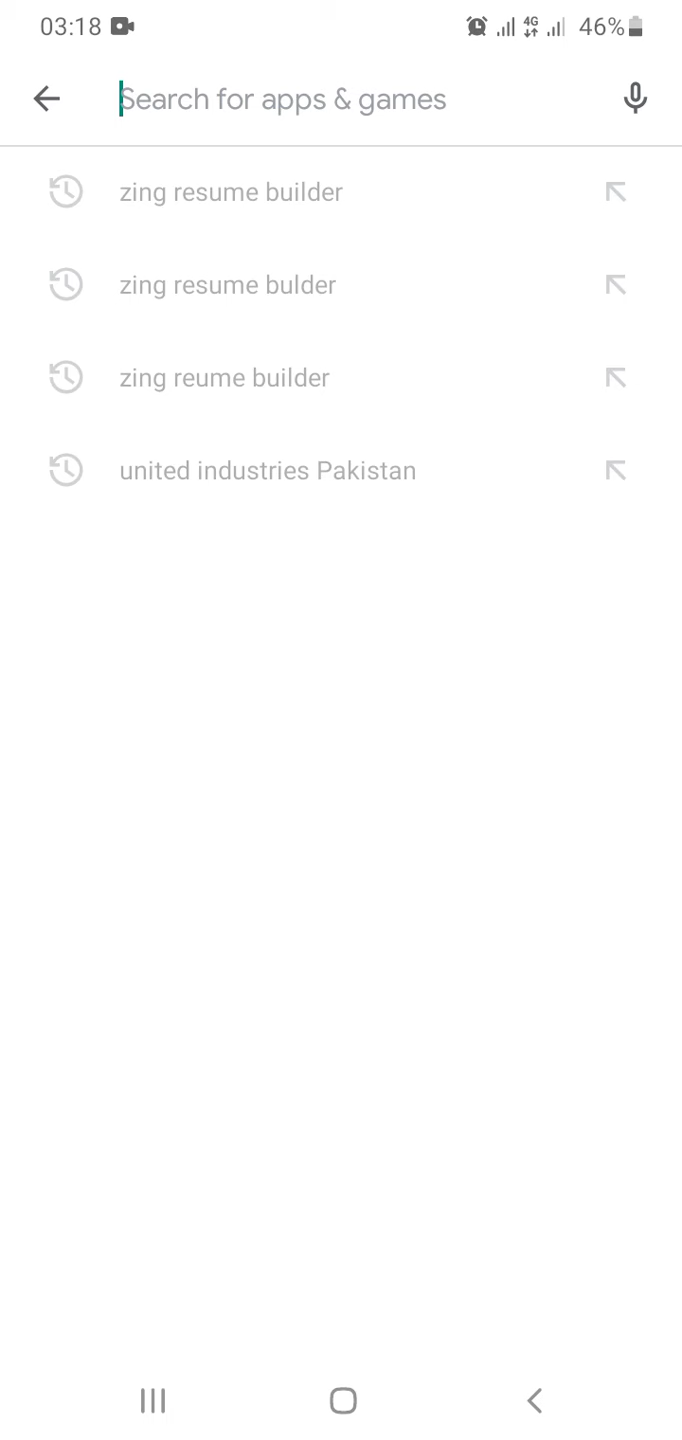 03:18 4G 46%
Search for apps & games
zing resume builder
zing resume bulder
zing reume builder
united industries Pakistan